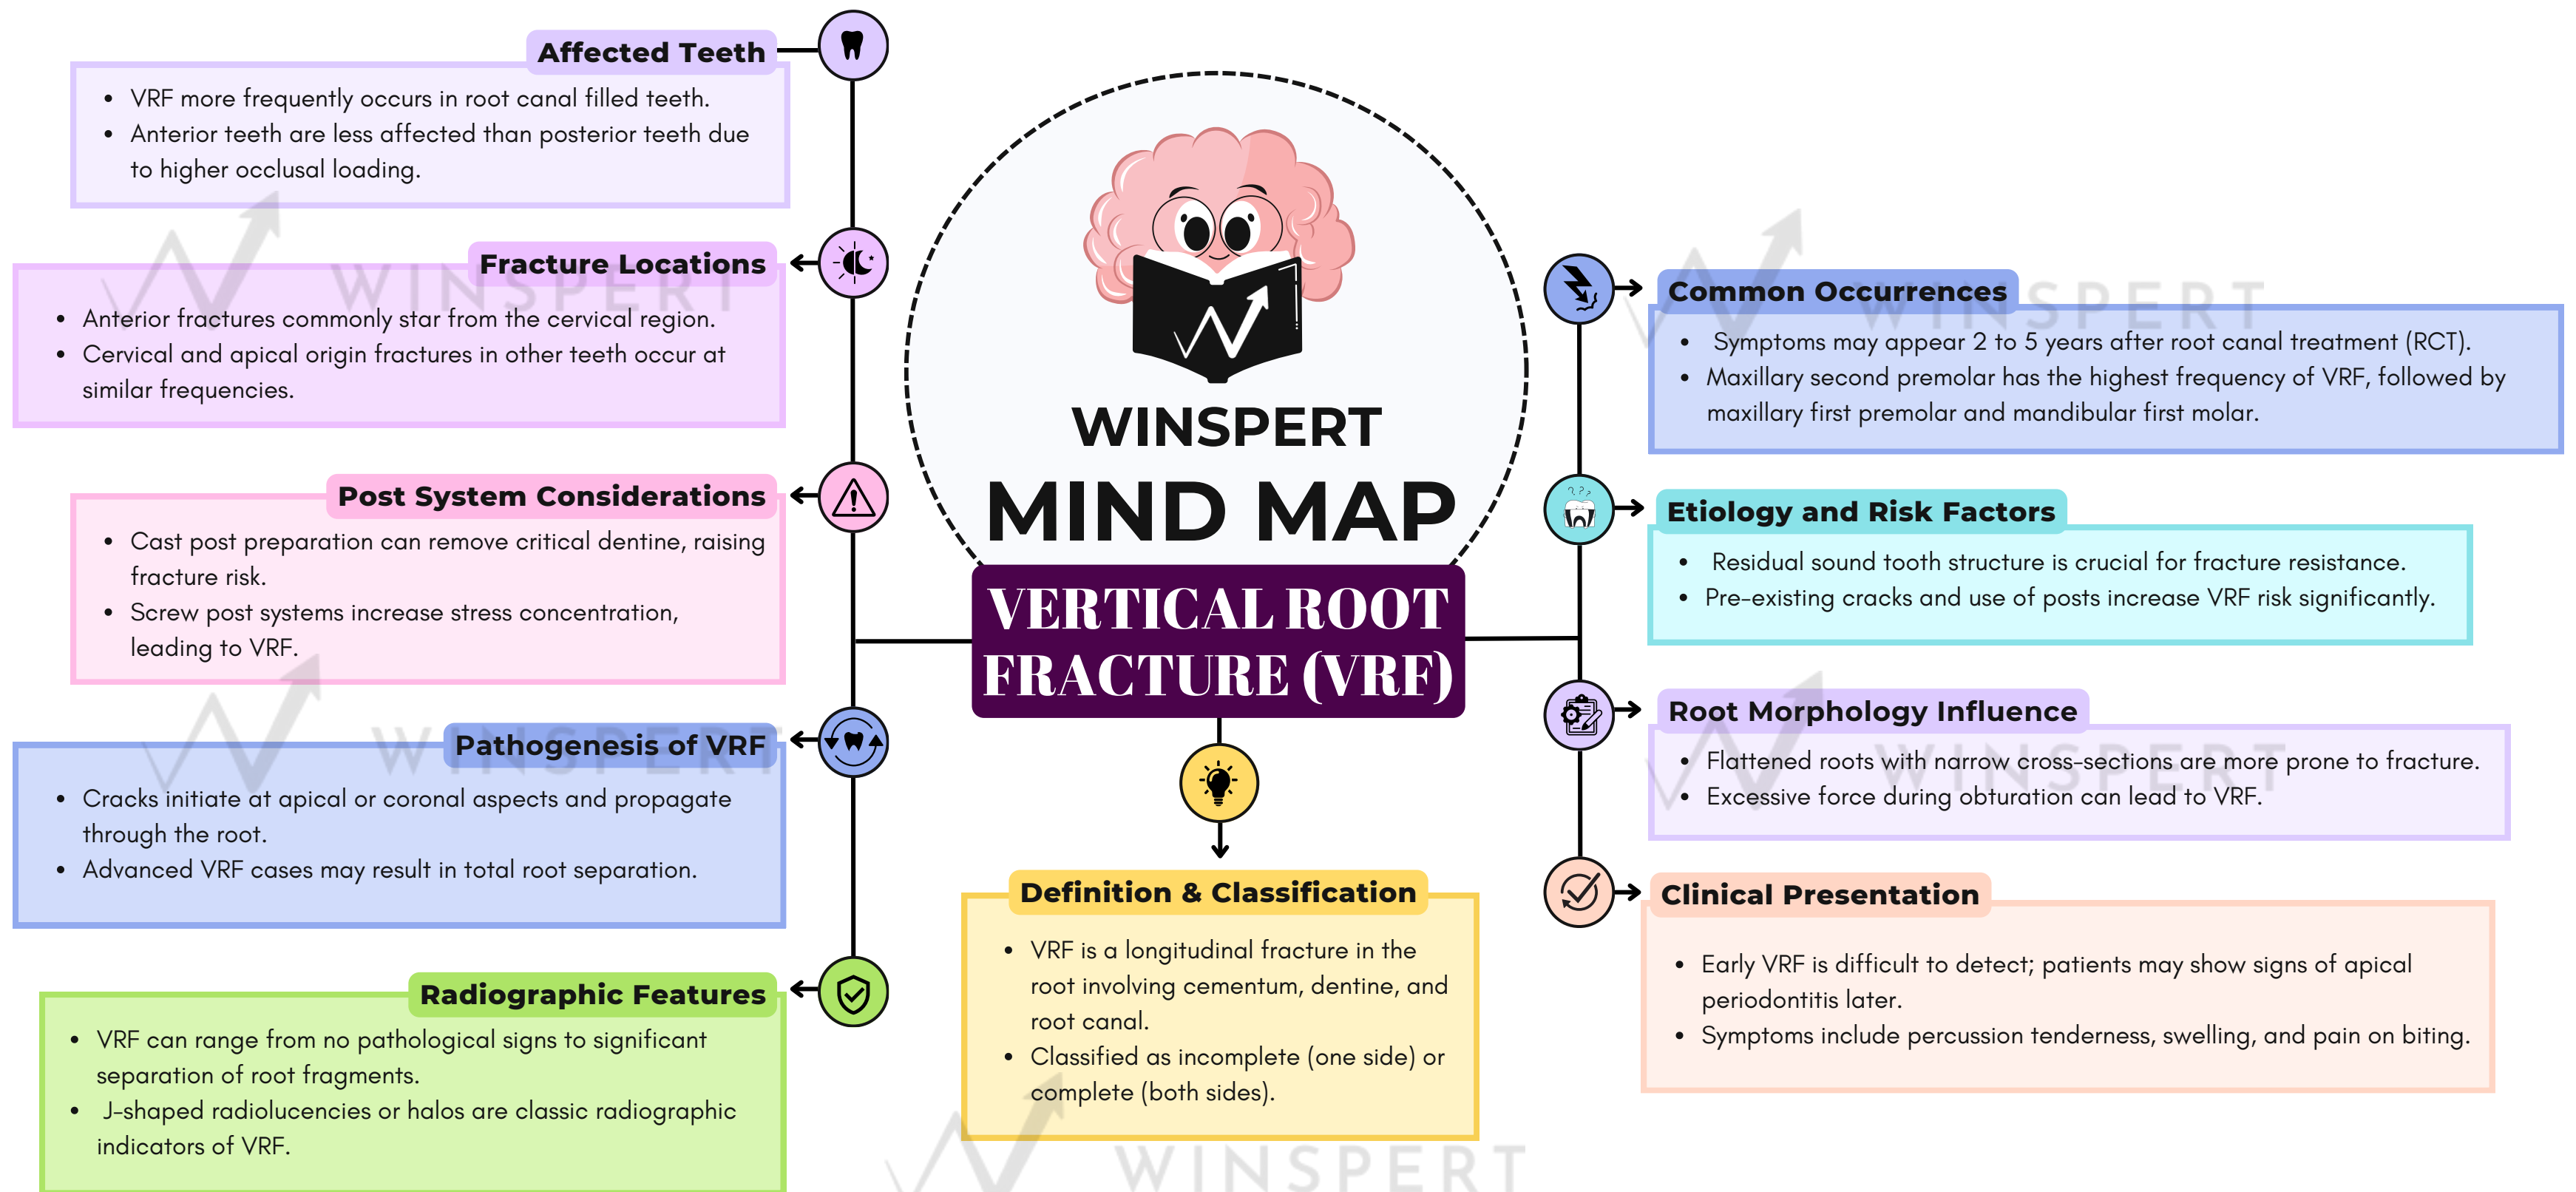 Affected Teeth
VRF more frequently occurs in root canal filled teeth.
Anterior teeth are less affected than posterior teeth due
to higher occlusal loading.
Fracture Locations
Anterior fractures commonly star from the cervical region.
Cervical and apical origin fractures in other teeth occur at
similar frequencies.
Post System Considerations
Cast post preparation can remove critical dentine, raising
fracture risk.
Screw post systems increase stress concentration,
leading to VRF.
Pathogenesis of VRF
Cracks initiate at apical or coronal aspects and propagate
through the root.
Advanced VRF cases may result in total root separation.
Radiographic Features
VRF can range from no pathological signs to significant
separation of root fragments.
J-shaped radiolucencies or halos are classic radiographic
indicators of VRF.
WINSPERT
MIND MAP
VERTICAL ROOT
FRACTURE (VRF)
Definition & Classification
VRF is a longitudinal fracture in the
root involving cementum, dentine, and
root canal.
Classified as incomplete (one side) or
complete (both sides).
Common Occurrences
Symptoms may appear 2 to 5 years after root canal treatment (RCT).
Maxillary second premolar has the highest frequency of VRF, followed by
maxillary first premolar and mandibular first molar.
Etiology and Risk Factors
Residual sound tooth structure is crucial for fracture resistance.
Pre-existing cracks and use of posts increase VRF risk significantly.
Root Morphology Influence
Flattened roots with narrow cross-sections are more prone to fracture.
Excessive force during obturation can lead to VRF.
Clinical Presentation
Early VRF is difficult to detect; patients may show signs of apical
periodontitis later.
Symptoms include percussion tenderness, swelling, and pain on biting.
WINSPERT
WINSPERT
WINSPERT
WINSPERT
WINSPERT